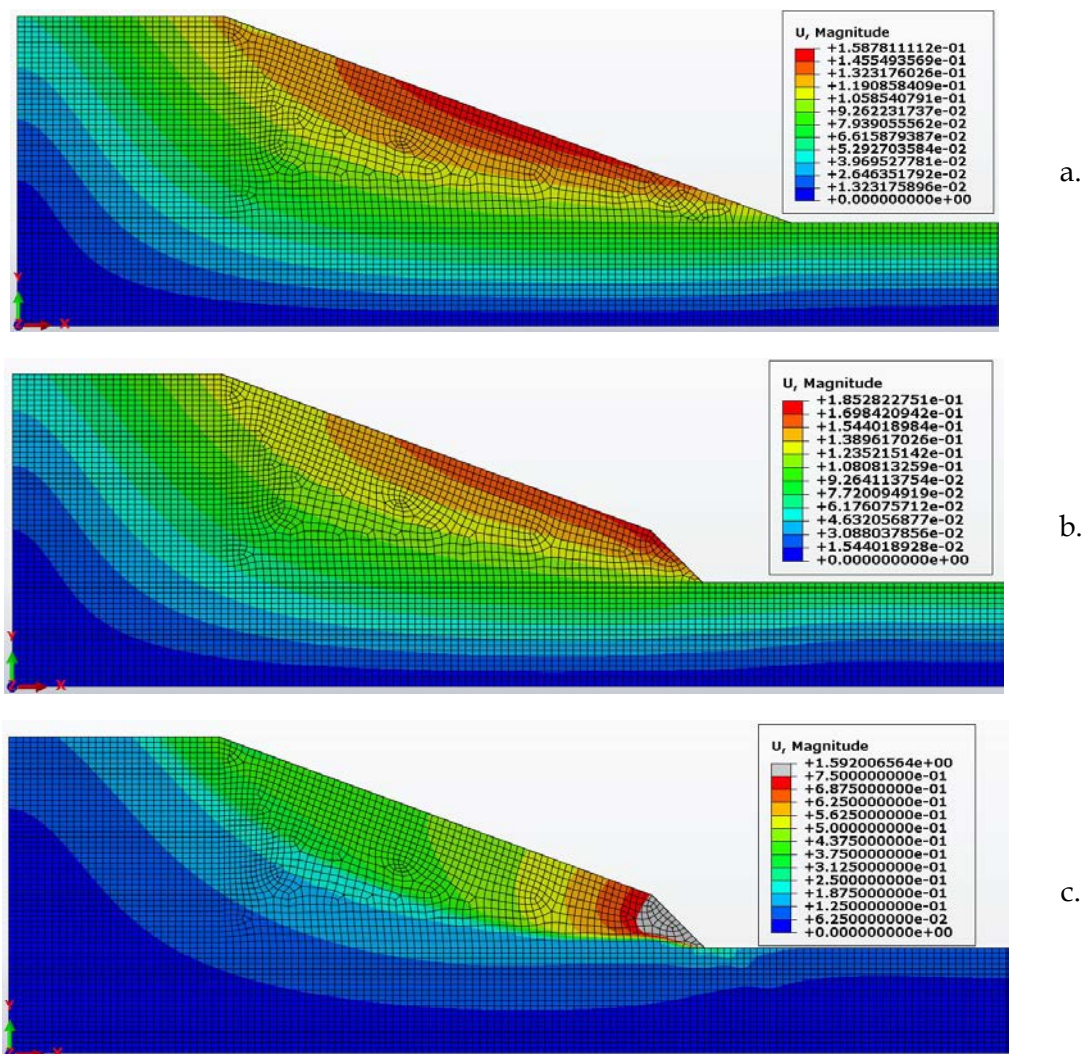 U, Magnitude
+1.587811112e-01
+1.455493569e-01
+1.323176026e-01
+1.190858409e-01
+1.058540791e-01
+9.262231737e-02
+7.939055562e-02
+6.615879387e-02
+5.292703584e-02
+3.969527781e-02
+2.646351792e-02
+1.323175896e-02
+0.000000000e+00
a.
Y
X
U, Magnitude
+1.852822751e-01
+1.698420942e-01
+1.544018984e-01
+1.389617026e-01
+1.235215142e-01
+1.080813259e-01
+9.264113754e-02
+7.720094919e-02
+6.176075712e-02
+4.632056877e-02
+3.088037856e-02
+1.544018928e-02
+0.000000000e+00
b.
Y
X
U, Magnitude
+1.592006564e+00
+7.500000000e-01
+6.875000000e-01
+6.250000000e-01
+5.625000000e-01
+5.000000000e-01
+4.375000000e-01
+3.750000000e-01
+3.125000000e-01
+2.500000000e-01
+1.875000000e-01
+1.250000000e-01
+6.250000000e-02
+0.000000000e+00
c.
Y
X